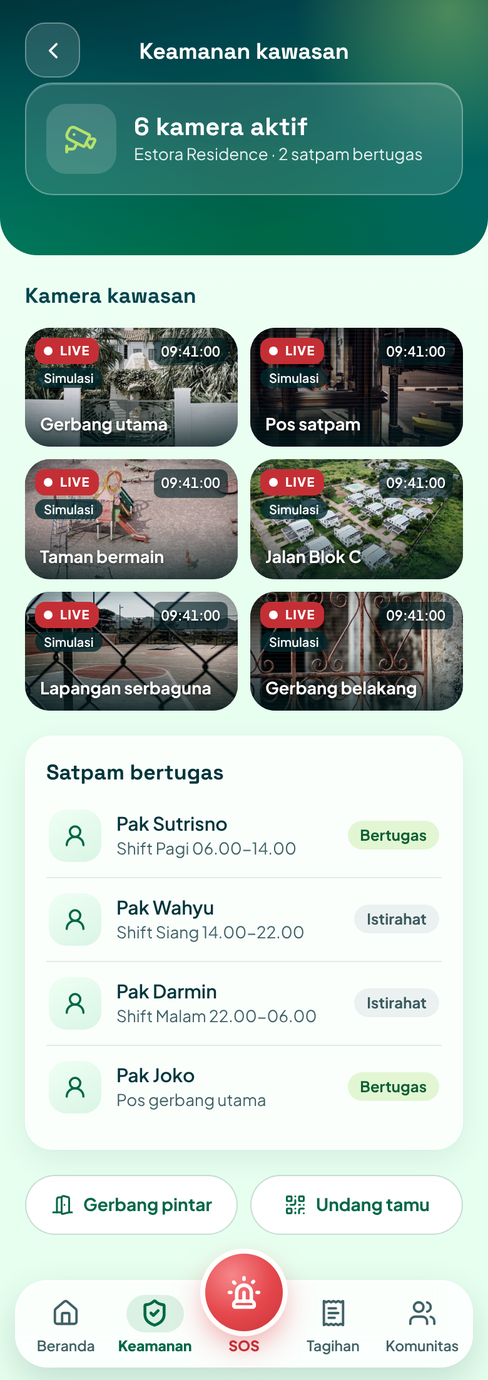 Keamanan kawasan
6 kamera aktif
Estora Residence · 2 satpam bertugas
Kamera kawasan
LIVE
09:41:00
Simulasi
Gerbang utama
LIVE
09:41:00
Simulasi
Pos satpam
LIVE
09:41:00
Simulasi
Taman bermain
LIVE
09:41:00
Simulasi
Jalan Blok C
LIVE
09:41:00
Simulasi
Lapangan serbaguna
LIVE
09:41:00
Simulasi
Gerbang belakang
Satpam bertugas
Pak Sutrisno
Shift Pagi 06.00–14.00
Bertugas
Pak Wahyu
Shift Siang 14.00–22.00
Istirahat
Pak Darmin
Shift Malam 22.00–06.00
Istirahat
Pak Joko
Pos gerbang utama
Bertugas
Gerbang pintar
Undang tamu
Beranda
Keamanan
SOS
Tagihan
Komunitas